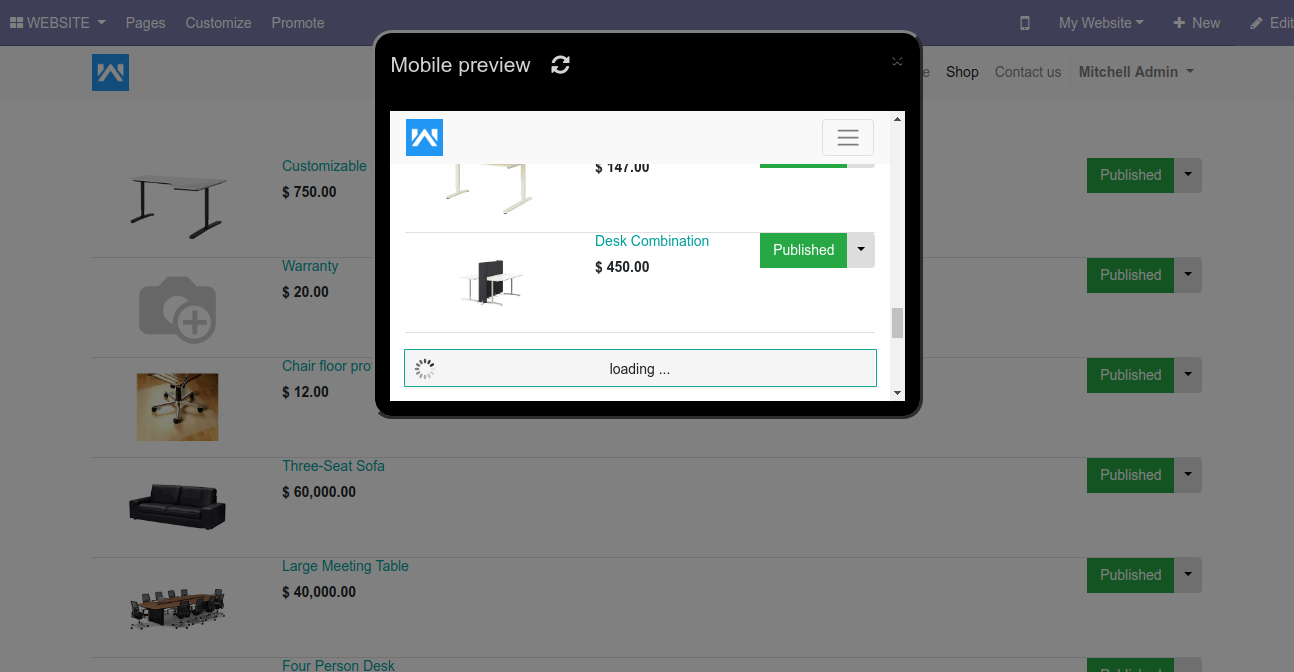 WEBSITE Pages Customize Promote My Website New Edit
Mobile preview
Shop Contact us Mitchell Admin
Customizable
$ 750.00
Published
Warranty
$ 20.00
Published
Chair floor pro
$ 12.00
Published
Three-Seat Sofa
$ 60,000.00
Published
Large Meeting Table
$ 40,000.00
Published
Four Person Desk
Published
$ 147.00
Desk Combination
$ 450.00
Published
loading ...